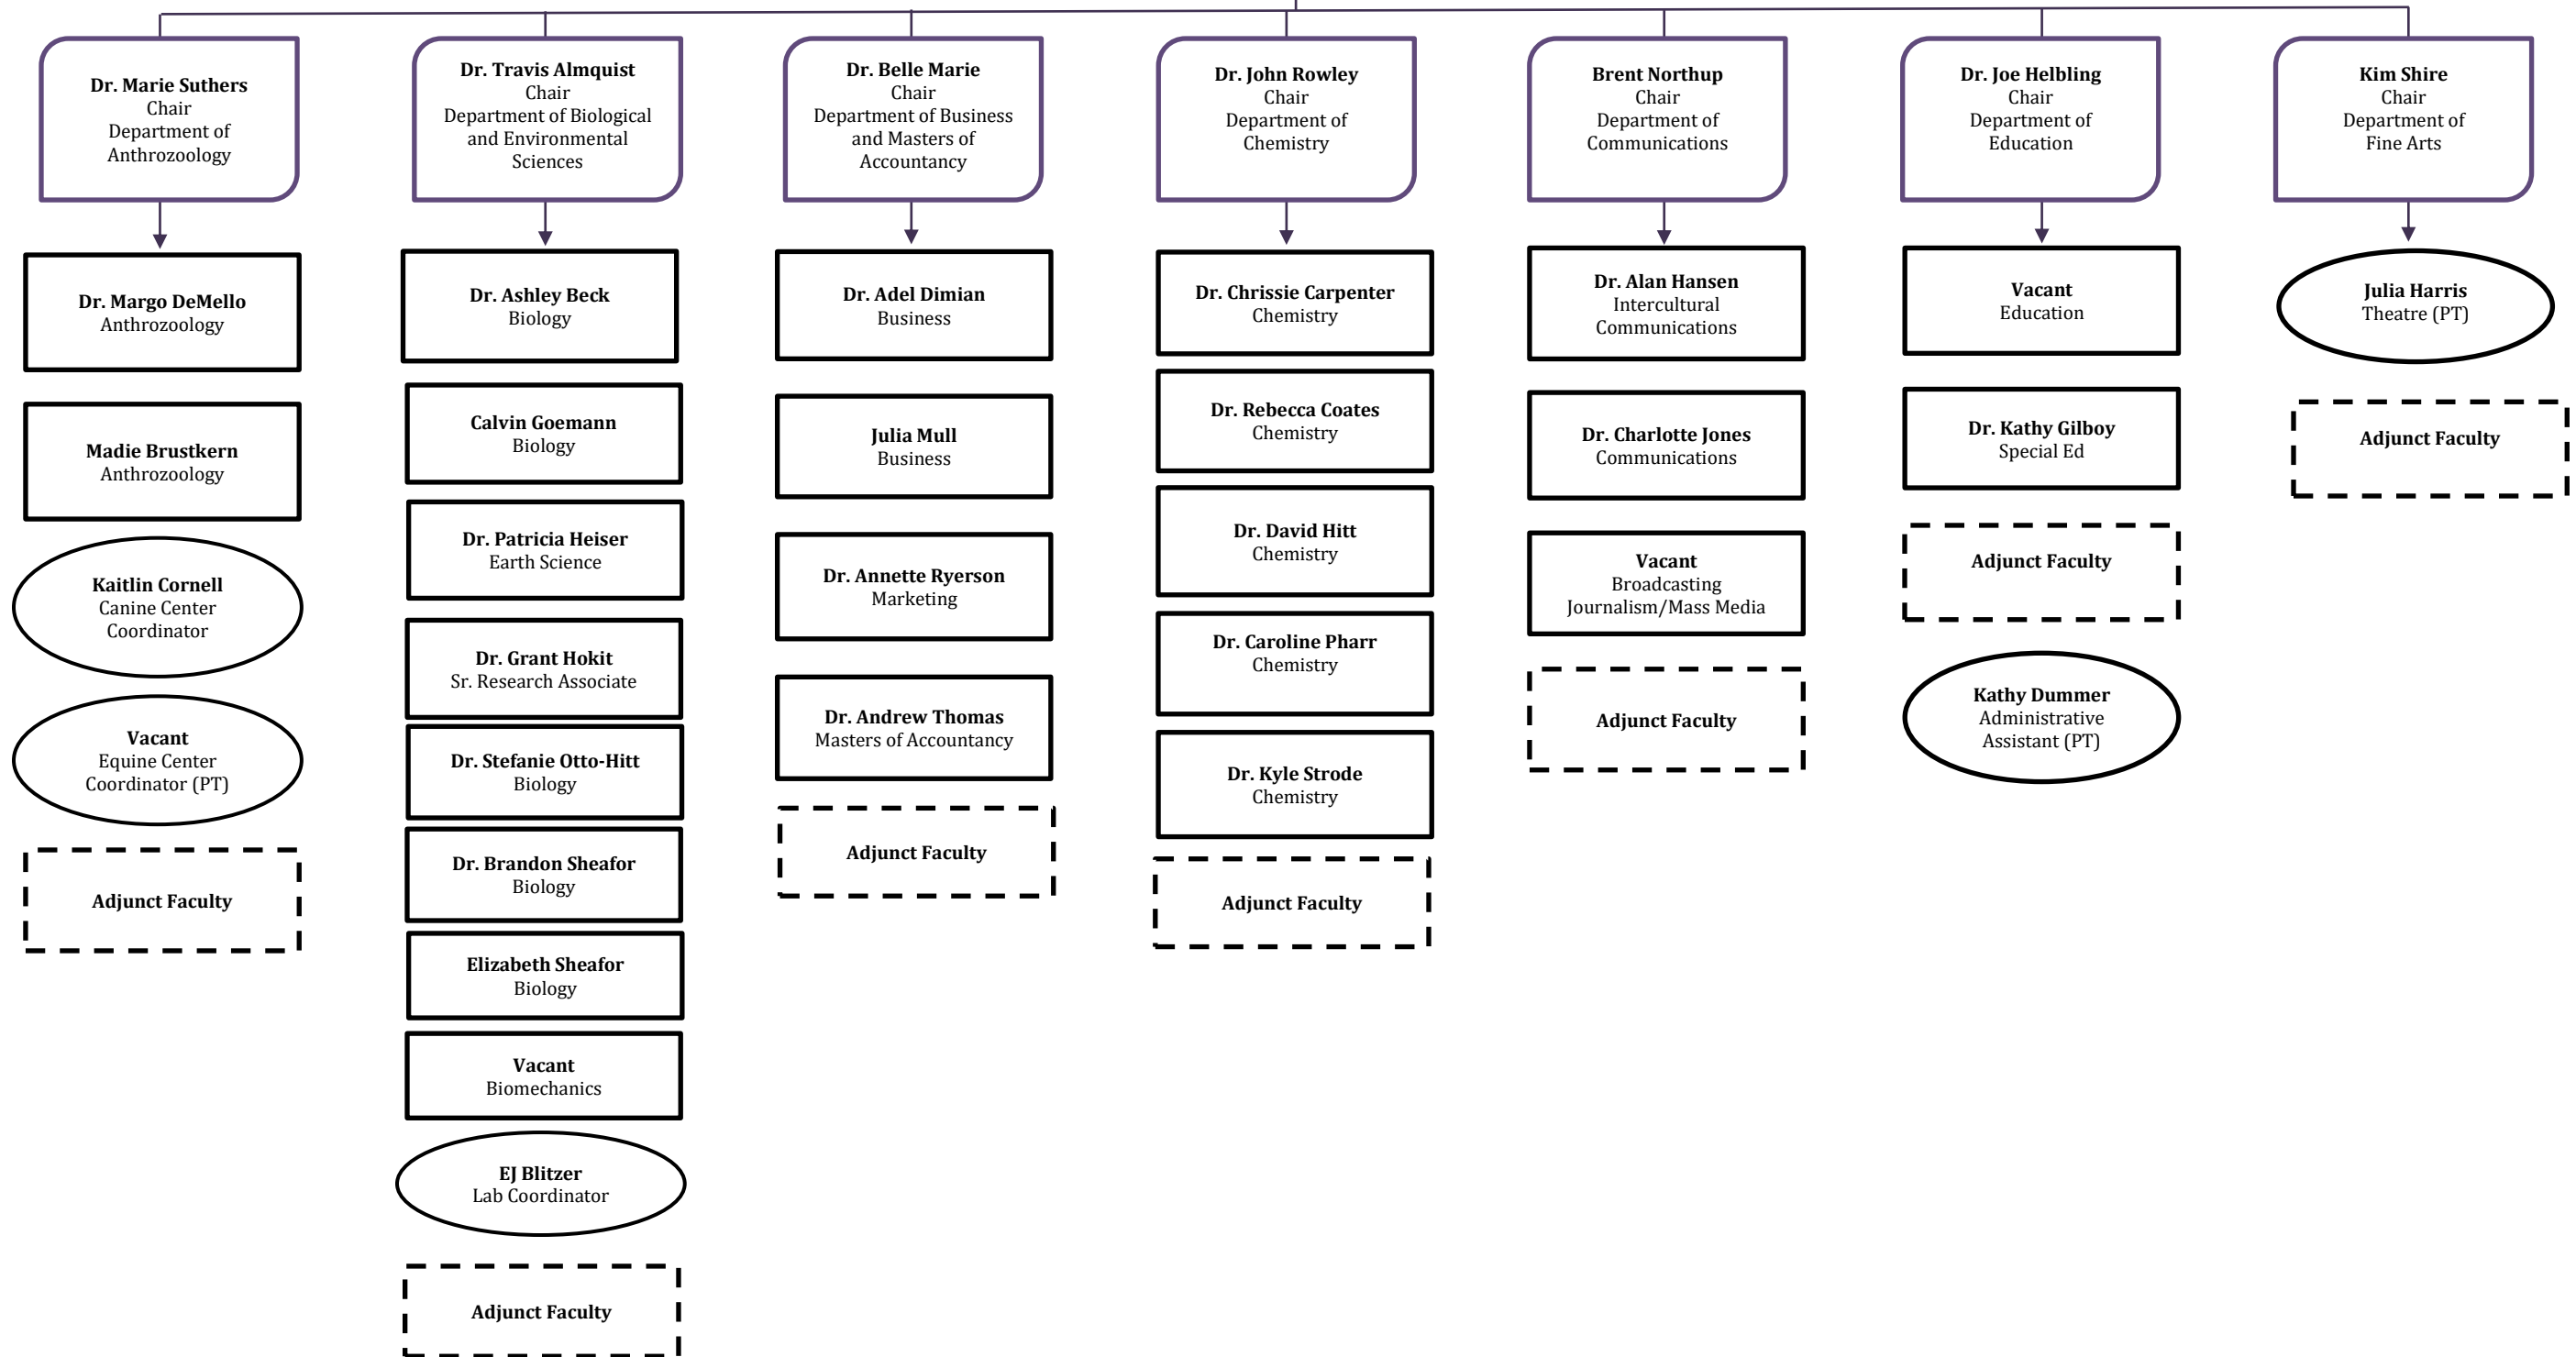 Dr. Marie Suthers
Chair
Department of
Anthrozoology
Dr. Margo DeMello
Anthrozoology
Madie Brustkern
Anthrozoology
Kaitlin Cornell
Canine Center
Coordinator
Vacant
Equine Center
Coordinator (PT)
Adjunct Faculty
Dr. Travis Almquist
Chair
Department of Biological
and Environmental
Sciences
Dr. Ashley Beck
Biology
Calvin Goemann
Biology
Dr. Patricia Heiser
Earth Science
Dr. Grant Hokit
Sr. Research Associate
Dr. Stefanie Otto-Hitt
Biology
Dr. Brandon Sheafor
Biology
Elizabeth Sheafor
Biology
Vacant
Biomechanics
EJ Blitzer
Lab Coordinator
Adjunct Faculty
Dr. Belle Marie
Chair
Department of Business
and Masters of
Accountancy
Dr. Adel Dimian
Business
Julia Mull
Business
Dr. Annette Ryerson
Marketing
Dr. Andrew Thomas
Masters of Accountancy
Adjunct Faculty
Dr. John Rowley
Chair
Department of
Chemistry
Dr. Chrissie Carpenter
Chemistry
Dr. Rebecca Coates
Chemistry
Dr. David Hitt
Chemistry
Dr. Caroline Pharr
Chemistry
Dr. Kyle Strode
Chemistry
Adjunct Faculty
Brent Northup
Chair
Department of
Communications
Dr. Alan Hansen
Intercultural
Communications
Dr. Charlotte Jones
Communications
Vacant
Broadcasting
Journalism/Mass Media
Adjunct Faculty
Dr. Joe Helbling
Chair
Department of
Education
Vacant
Education
Dr. Kathy Gilboy
Special Ed
Adjunct Faculty
Kathy Dummer
Administrative
Assistant (PT)
Kim Shire
Chair
Department of
Fine Arts
Julia Harris
Theatre (PT)
Adjunct Faculty